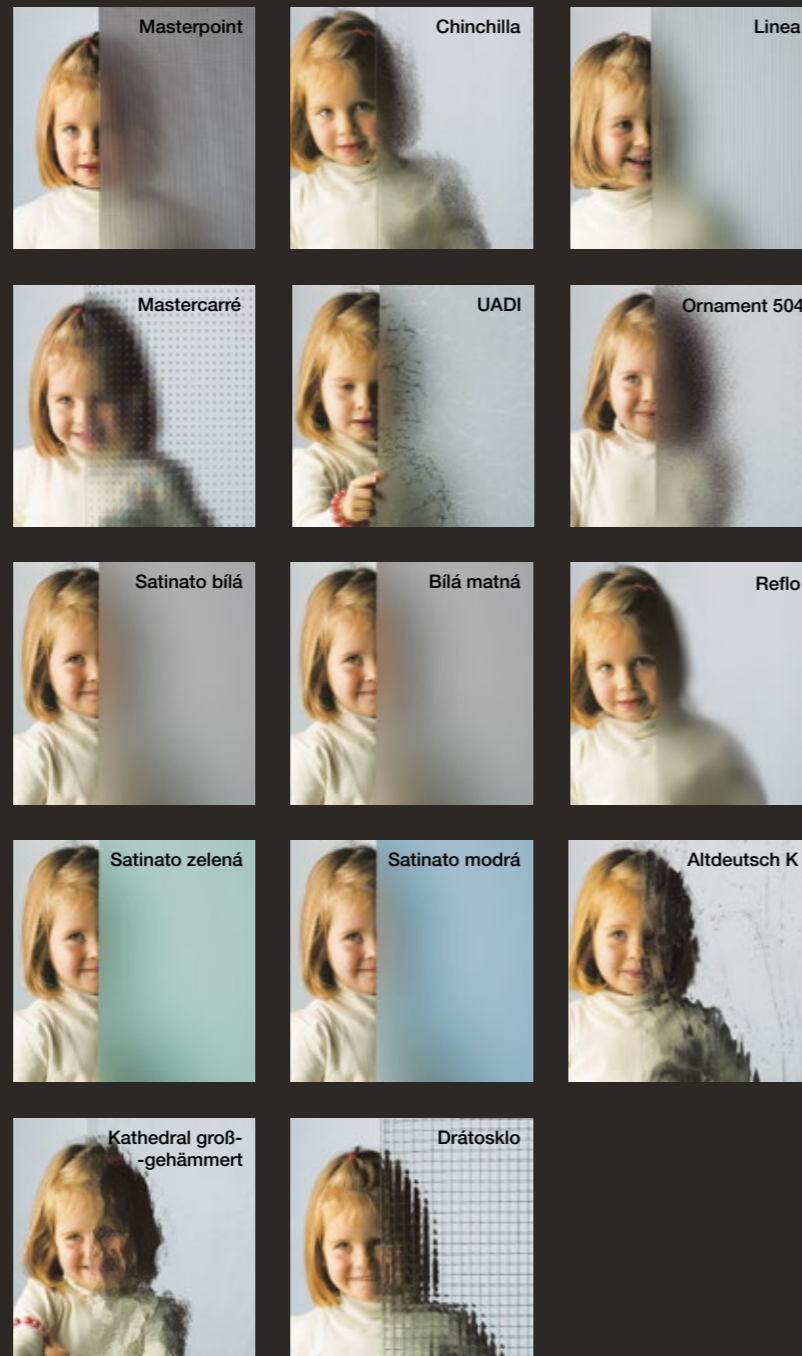 Masterpoint
Chinchilla
Linea
Mastercarré
UADI
Ornament 504
Satinato bílá
Bílá matná
Reflo
Satinato zelená
Satinato modrá
Altdeutsch K
Kathedral groß-
-gehämmert
Drátosklo